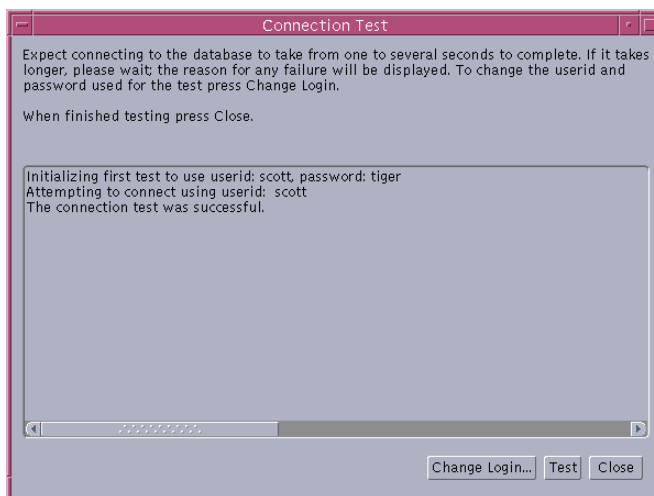 Connection Test
Expect connecting to the database to take from one to several seconds to complete. If it takes
longer, please wait; the reason for any failure will be displayed. To change the userid and
password used for the test press Change Login.
When finished testing press Close.
Initializing first test to use userid: scott, password: tiger
Attempting to connect using userid:  scott
The connection test was successful.
Change Login... Test Close